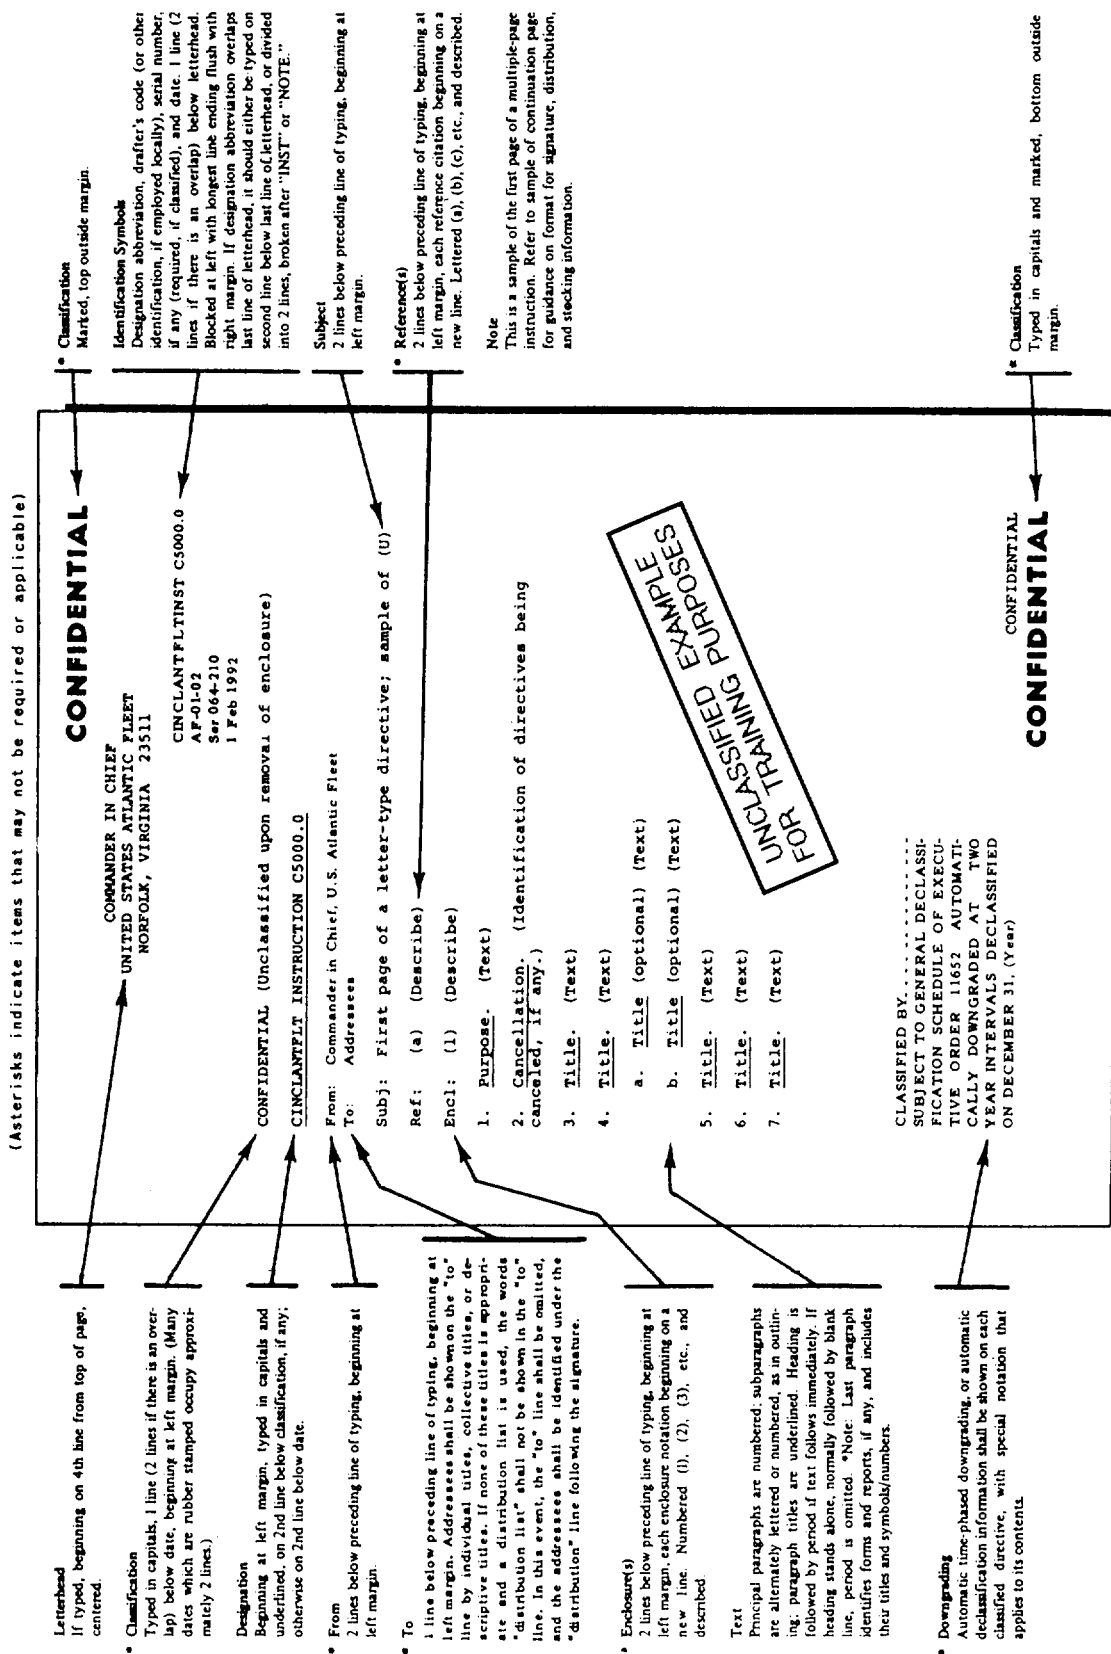 (Asterisks indicate items that may not be required or applicable)
Letterhead
If typed, beginning on 4th line from top of page,
centered.
* Classification
Typed in capitals, 1 line (2 lines if there is an over-
lap) below date, beginning at left margin. (Many
dates which are rubber stamped occupy approxi-
mately 2 lines.)
Designation
Beginning at left margin, typed in capitals and
underlined, on 2nd line below classification, if any;
otherwise on 2nd line below date.
* From
2 lines below preceding line of typing, beginning at
left margin.
* To
1 line below preceding line of typing, beginning at
left margin. Addressees shall be shown on the "to"
line by individual titles, collective titles, or de-
scriptive titles. If none of these titles is appropri-
ate and a distribution list is used, the words
"distribution list" shall not be shown in the "to"
line. In this event, the "to" line shall be omitted,
and the addressees shall be identified under the
"distribution" line following the signature.
* Enclosure(s)
2 lines below preceding line of typing, beginning at
left margin, each enclosure notation beginning on a
new line. Numbered (1), (2), (3), etc., and
described.
Text
Principal paragraphs are numbered; subparagraphs
are alternately lettered or numbered, as in outlin-
ing; paragraph titles are underlined. Heading is
followed by period if text follows immediately. If
heading stands alone, normally followed by blank
line, period is omitted. *Note: Last paragraph
identifies forms and reports, if any, and includes
their titles and symbols/numbers.
* Downgrading
Automatic time-phased downgrading, or automatic
declassification information shall be shown on each
classified directive, with special notation that
applies to its contents.
CONFIDENTIAL
COMMANDER IN CHIEF
UNITED STATES ATLANTIC FLEET
NORFOLK, VIRGINIA 23511
CINCLANTFLTINST C5000.0
AF-01-02
Ser 064-210
1 Feb 1992
CONFIDENTIAL (Unclassified upon removal of enclosure)
CINCLANTFLT INSTRUCTION C5000.0
From: Commander in Chief, U.S. Atlantic Fleet
To: Addressees
Subj: First page of a letter-type directive; sample of (U)
Ref: (a) (Describe)
Encl: (1) (Describe)
1. Purpose. (Text)
2. Cancellation. (Identification of directives being
canceled, if any.)
3. Title. (Text)
4. Title. (Text)
a. Title (optional) (Text)
b. Title (optional) (Text)
5. Title. (Text)
6. Title. (Text)
7. Title. (Text)
UNCLASSIFIED EXAMPLE
FOR TRAINING PURPOSES
CLASSIFIED BY...........
SUBJECT TO GENERAL DECLASSI-
FICATION SCHEDULE OF EXECU-
TIVE ORDER 11652 AUTOMATI-
CALLY DOWNGRADED AT TWO
YEAR INTERVALS DECLASSIFIED
ON DECEMBER 31, (Year)
CONFIDENTIAL
CONFIDENTIAL
* Classification
Marked, top outside margin.
Identification Symbols
Designation abbreviation, drafter's code (or other
identification, if employed locally), serial number,
if any (required, if classified), and date. 1 line (2
lines if there is an overlap) below letterhead.
Blocked at left with longest line ending flush with
right margin. If designation abbreviation overlaps
last line of letterhead, it should either be typed on
second line below last line of letterhead, or divided
into 2 lines, broken after "INST" or "NOTE."
Subject
2 lines below preceding line of typing, beginning at
left margin.
* Reference(s)
2 lines below preceding line of typing, beginning at
left margin, each reference citation beginning on a
new line. Lettered (a), (b), (c), etc., and described.
Note
This is a sample of the first page of a multiple-page
instruction. Refer to sample of continuation page
for guidance on format for signature, distribution,
and stocking information.
* Classification
Typed in capitals and marked, bottom outside
margin.